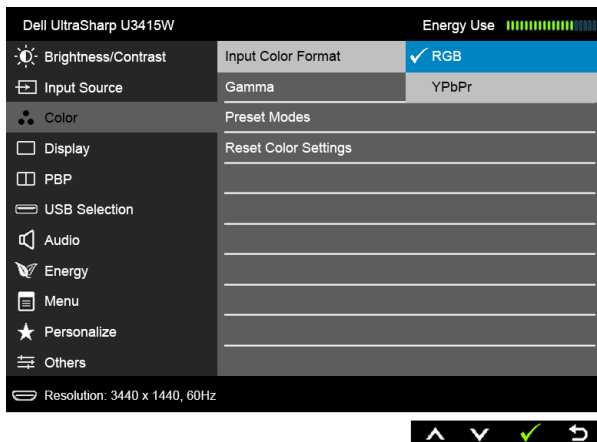 Dell UltraSharp U3415W Energy Use
Brightness/Contrast Input Color Format RGB
Input Source Gamma YPbPr
Color Preset Modes
Display Reset Color Settings
PBP
USB Selection
Audio
Energy
Menu
Personalize
Others
Resolution: 3440 x 1440, 60Hz